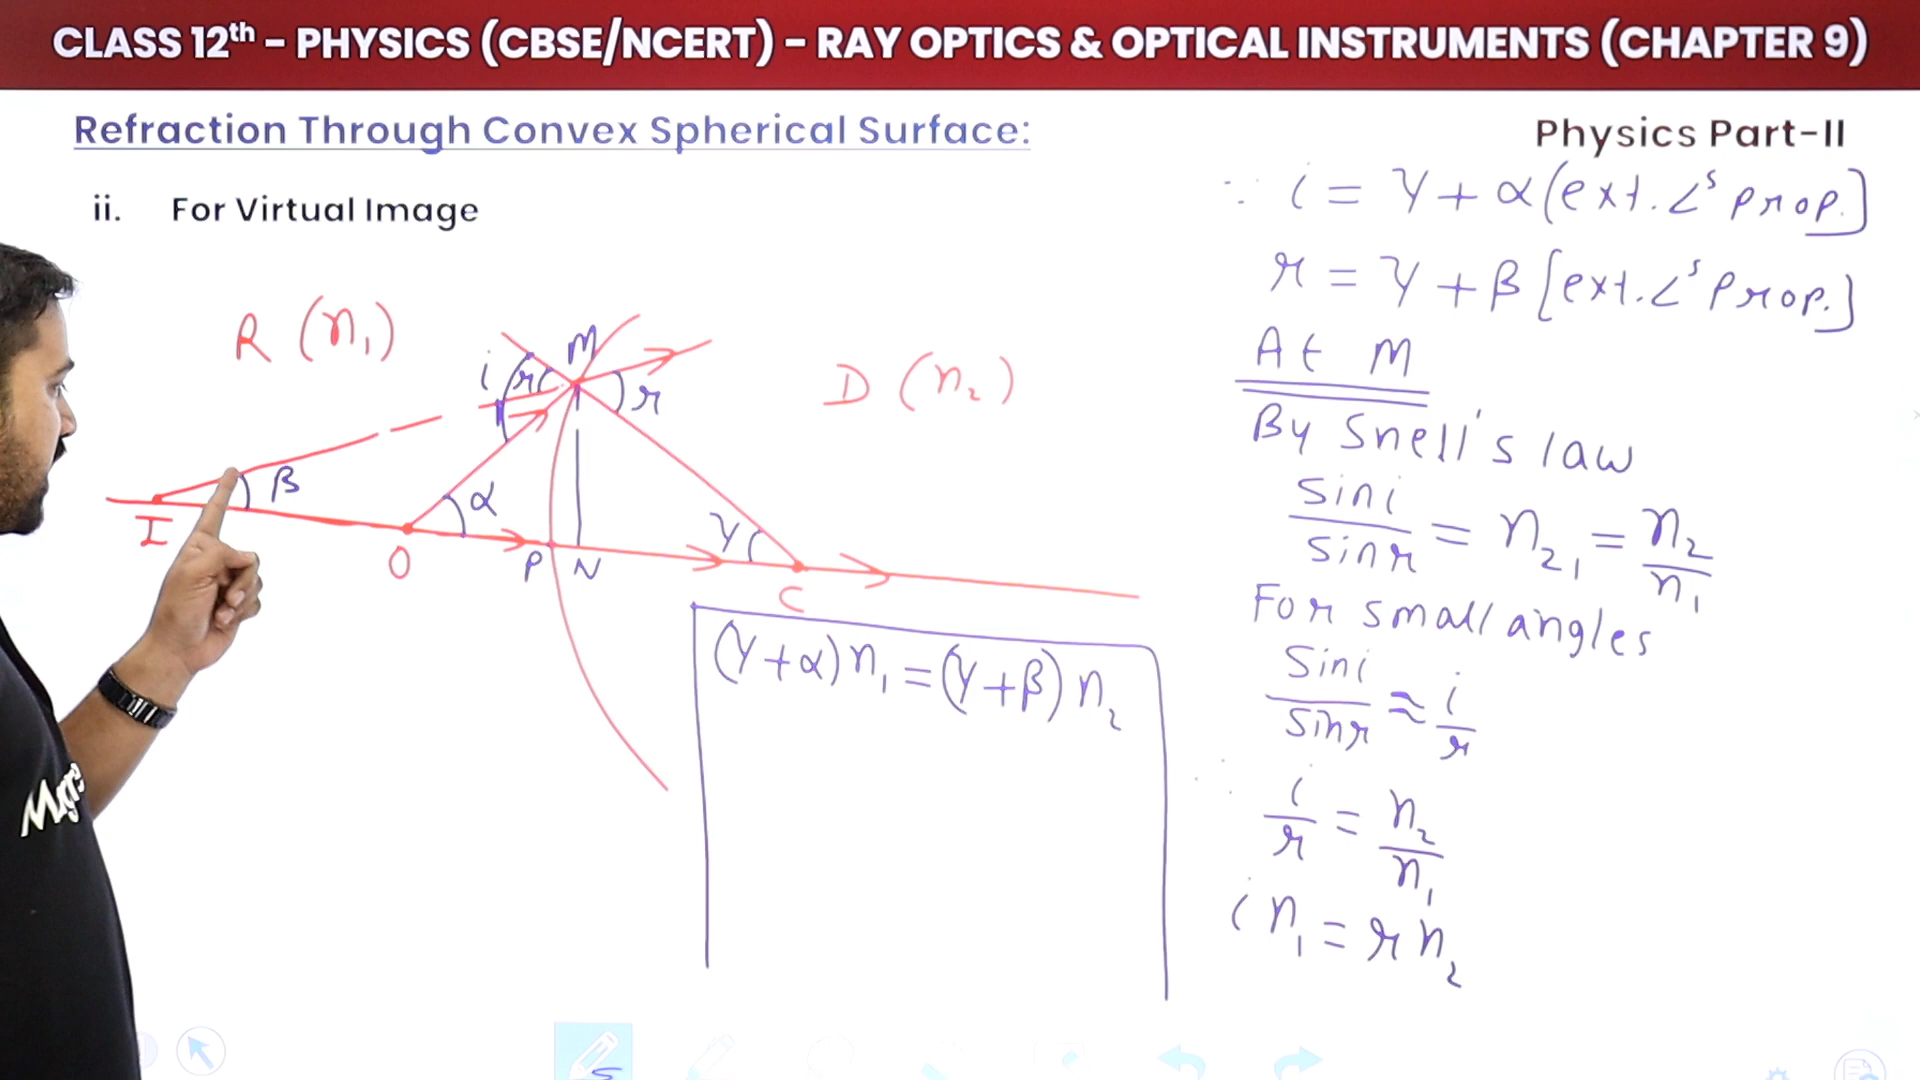 CLASS 12th - PHYSICS (CBSE/NCERT) - RAY OPTICS & OPTICAL INSTRUMENTS (CHAPTER 9)
Refraction Through Convex Spherical Surface:
Physics Part-II
ii. For Virtual Image
∵ i = γ + α (ext. ∠s prop.]
r = γ + β [ext. ∠s prop.]
At M
By Snell's law
sin i / sin r = n₂₁ = n₂ / n₁
For small angles
Sin i / Sin r ≈ i / r
∴ i / r = n₂ / n₁
i n₁ = r n₂
R (n₁)
D (n₂)
M
i
r
r
β
α
γ
I
O
P
N
C
(γ+α) n₁ = (γ+β) n₂